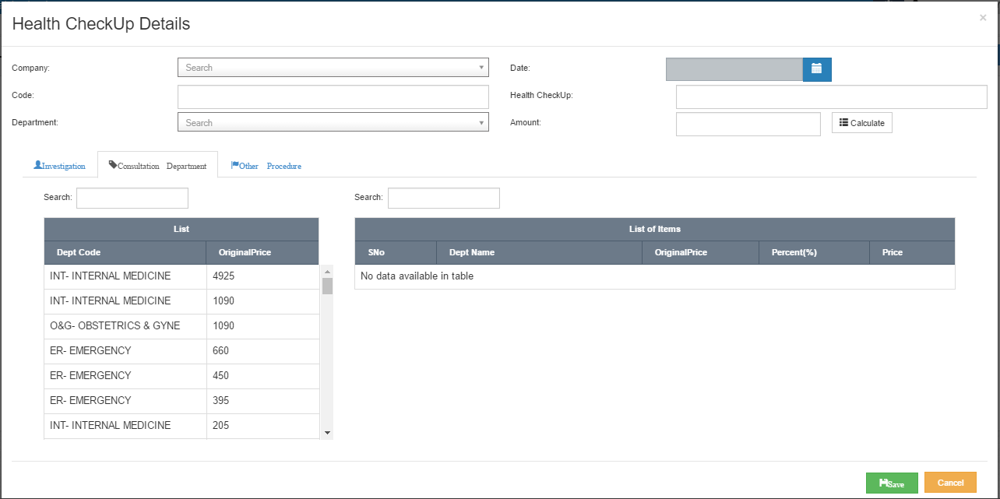 Health CheckUp Details
×
Company: Search Date:
Code: Health CheckUp:
Department: Search Amount: Calculate
Investigation Consultation Department Other Procedure
Search: Search:
List List of Items
Dept Code OriginalPrice SNo Dept Name OriginalPrice Percent(%) Price
INT- INTERNAL MEDICINE 4925 No data available in table
INT- INTERNAL MEDICINE 1090
O&G- OBSTETRICS & GYNE 1090
ER- EMERGENCY 660
ER- EMERGENCY 450
ER- EMERGENCY 395
INT- INTERNAL MEDICINE 205
Save Cancel